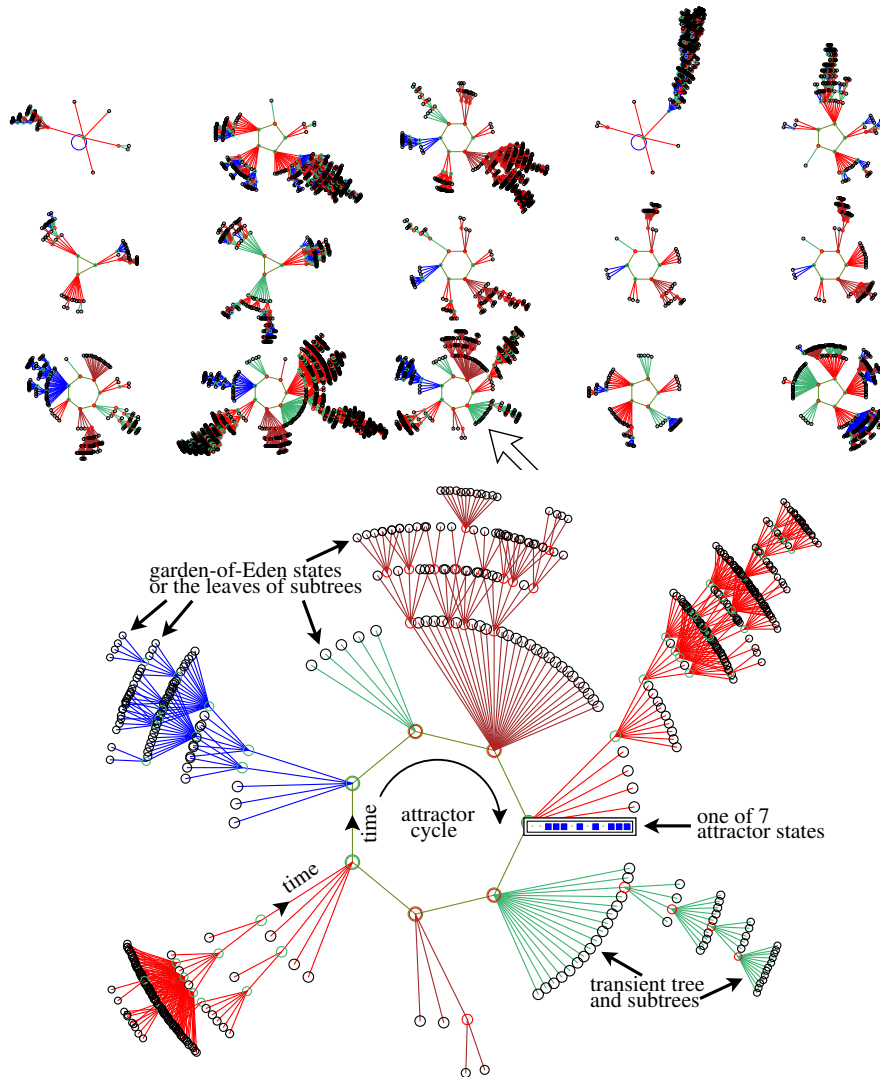 garden-of-Eden states
or the leaves of subtrees
time
attractor
cycle
one of 7
attractor states
time
transient tree
and subtrees